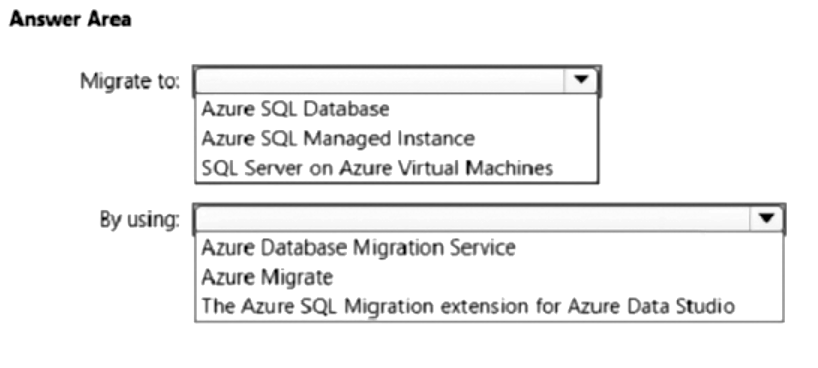 Answer Area
Migrate to:
Azure SQL Database
Azure SQL Managed Instance
SQL Server on Azure Virtual Machines
By using:
Azure Database Migration Service
Azure Migrate
The Azure SQL Migration extension for Azure Data Studio